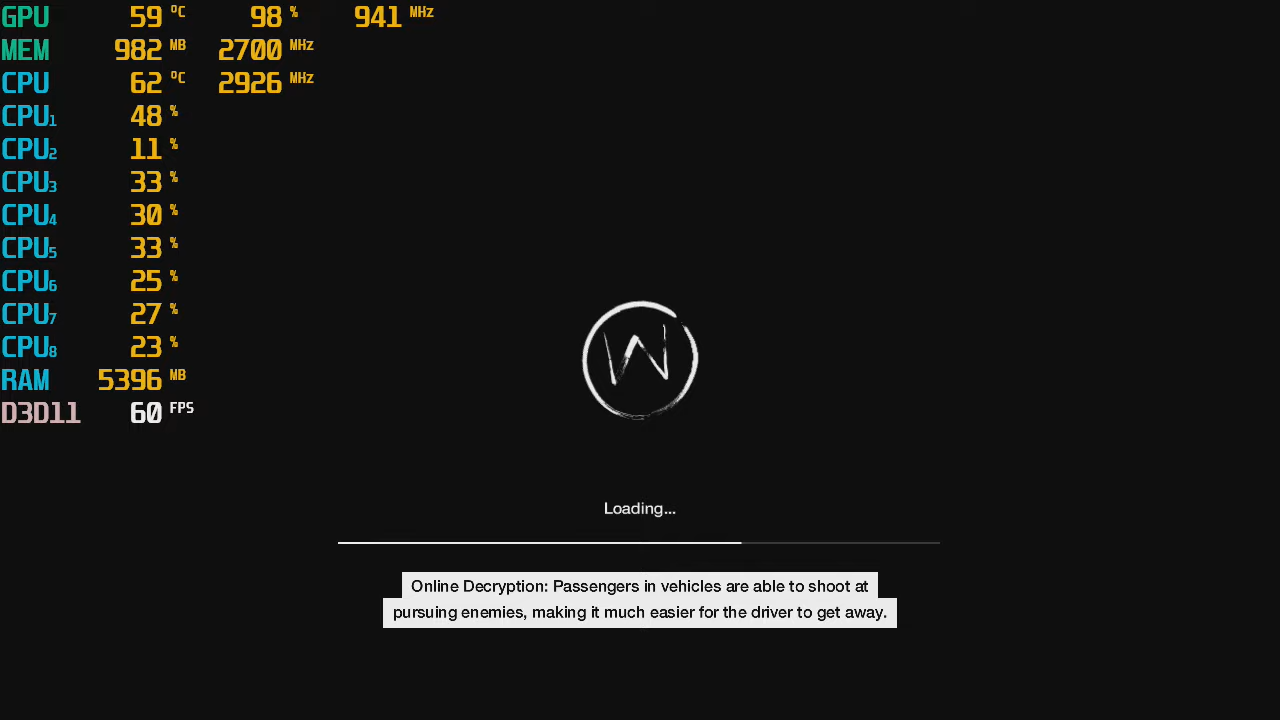 GPU 59 °C 98 % 941 MHz
MEM 982 MB 2700 MHz
CPU 62 °C 2926 MHz
CPU1 48 %
CPU2 11 %
CPU3 33 %
CPU4 30 %
CPU5 33 %
CPU6 25 %
CPU7 27 %
CPU8 23 %
RAM 5396 MB
D3D11 60 FPS
W
Loading...
Online Decryption: Passengers in vehicles are able to shoot at
pursuing enemies, making it much easier for the driver to get away.